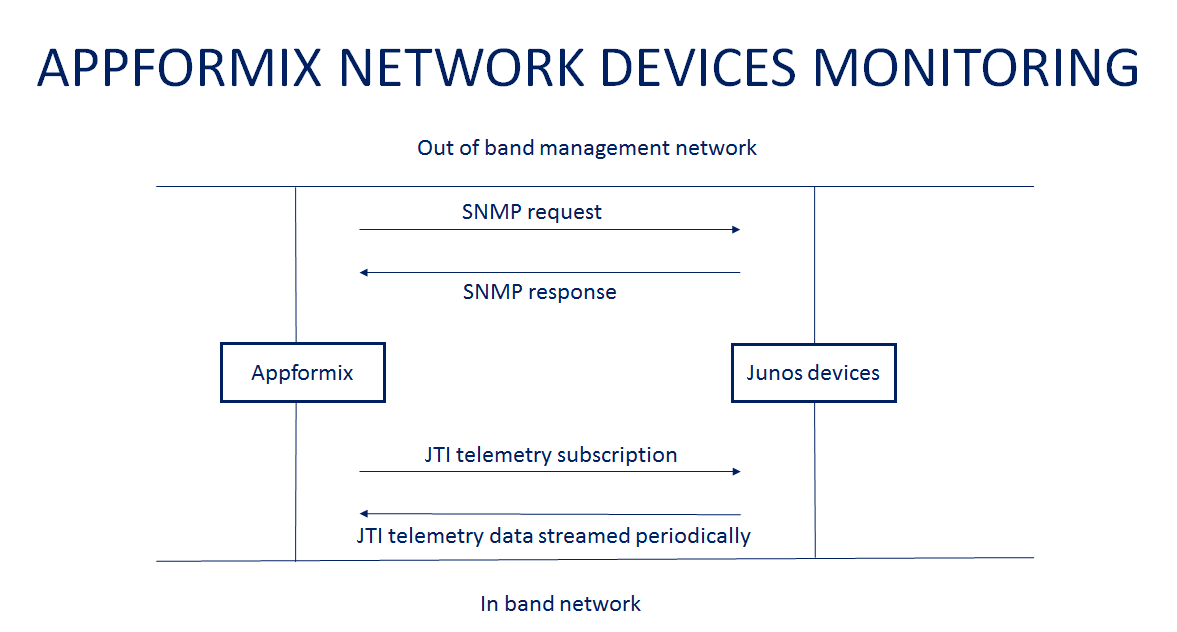 APPFORMIX NETWORK DEVICES MONITORING
Out of band management network
SNMP request
SNMP response
Appformix
Junos devices
JTI telemetry subscription
JTI telemetry data streamed periodically
In band network